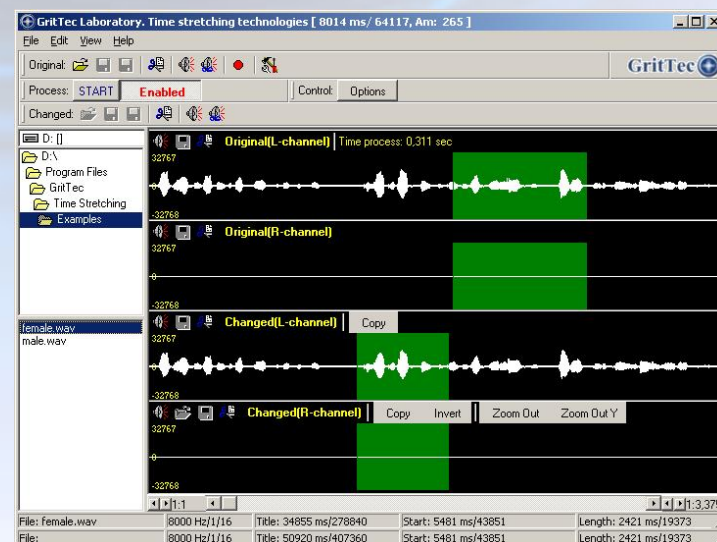 GritTec Laboratory. Time stretching technologies [ 8014 ms/ 64117, Am: 265 ]
File Edit View Help
Original:
GritTec
Process: START Enabled Control: Options
Changed:
D: []
D:\
Program Files
GritTec
Time Stretching
Examples
female.wav
male.wav
Original(L-channel) Time process: 0,311 sec
32767
0
-32768
Original(R-channel)
32767
0
-32768
Changed(L-channel) Copy
32767
0
-32768
Changed(R-channel) Copy Invert Zoom Out Zoom Out Y
32767
0
-32768
1:1 1:3,375
File: female.wav 8000 Hz/1/16 Title: 34855 ms/278840 Start: 5481 ms/43851 Length: 2421 ms/19373
File: 8000 Hz/1/16 Title: 50920 ms/407360 Start: 5481 ms/43851 Length: 2421 ms/19373